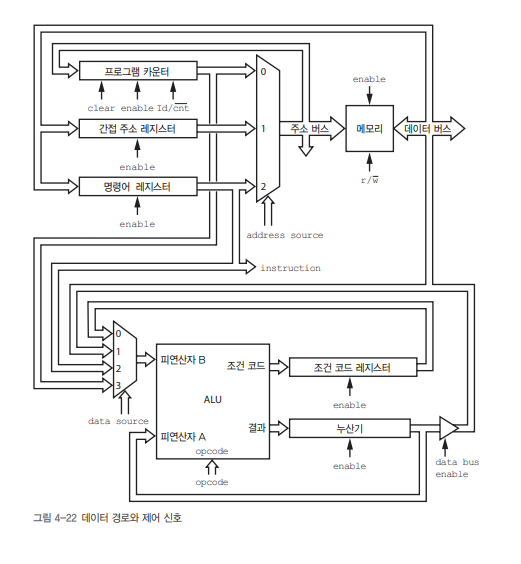 프로그램 카운터
0
clear enable ld/c̅n̅t̅
enable
간접 주소 레지스터
1
주소 버스
메모리
데이터 버스
enable
r/w̅
명령어 레지스터
2
enable
address source
instruction
0
1
2
3
피연산자 B
조건 코드
조건 코드 레지스터
ALU
enable
data source
피연산자 A
결과
누산기
opcode
enable
data bus
enable
opcode
그림 4-22 데이터 경로와 제어 신호